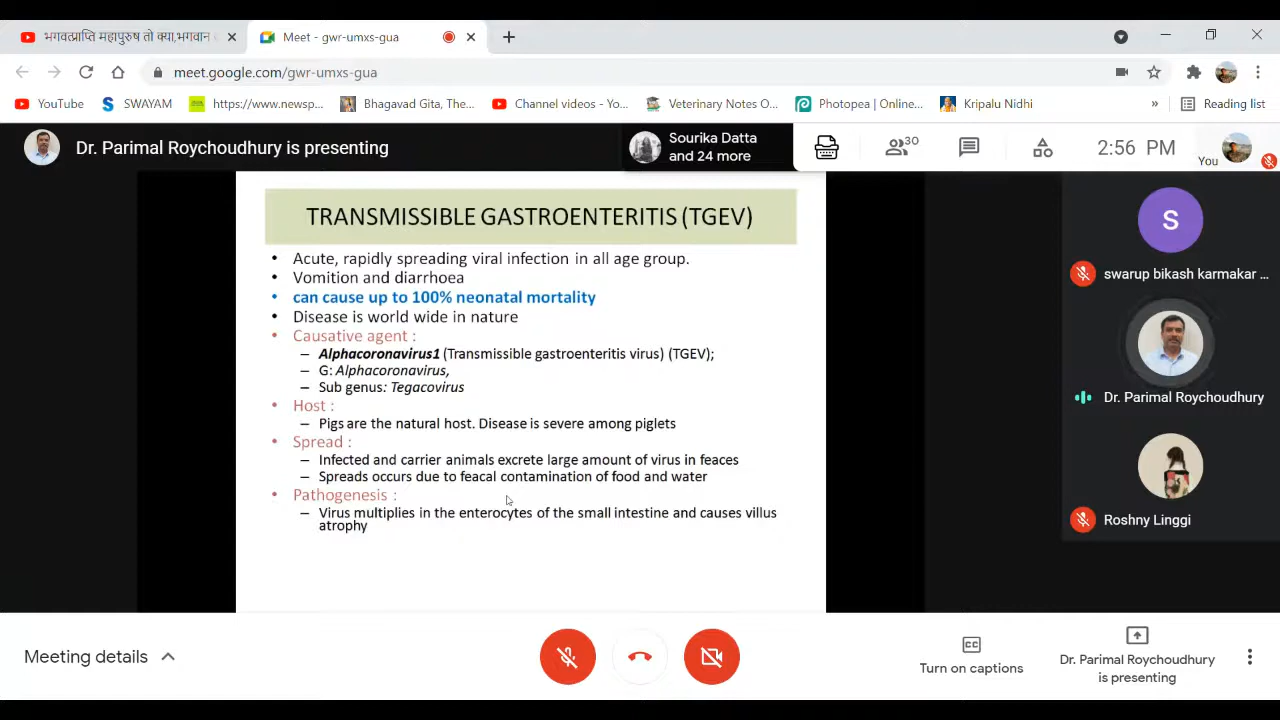 भगवत्प्राप्ति महापुरुष तो क्या,भगवान
Meet - gwr-umxs-gua
meet.google.com/gwr-umxs-gua
YouTube
SWAYAM
https://www.newsp...
Bhagavad Gita, The...
Channel videos - Yo...
Veterinary Notes O...
Photopea | Online...
Kripalu Nidhi
»
Reading list
Dr. Parimal Roychoudhury is presenting
Sourika Datta
and 24 more
30
2:56 PM
You
TRANSMISSIBLE GASTROENTERITIS (TGEV)
• Acute, rapidly spreading viral infection in all age group.
• Vomition and diarrhoea
• can cause up to 100% neonatal mortality
• Disease is world wide in nature
• Causative agent :
– Alphacoronavirus1 (Transmissible gastroenteritis virus) (TGEV);
– G: Alphacoronavirus,
– Sub genus: Tegacovirus
• Host :
– Pigs are the natural host. Disease is severe among piglets
• Spread :
– Infected and carrier animals excrete large amount of virus in feaces
– Spreads occurs due to feacal contamination of food and water
• Pathogenesis :
– Virus multiplies in the enterocytes of the small intestine and causes villus
atrophy
S
swarup bikash karmakar ...
Dr. Parimal Roychoudhury
Roshny Linggi
Meeting details
CC
Turn on captions
Dr. Parimal Roychoudhury
is presenting